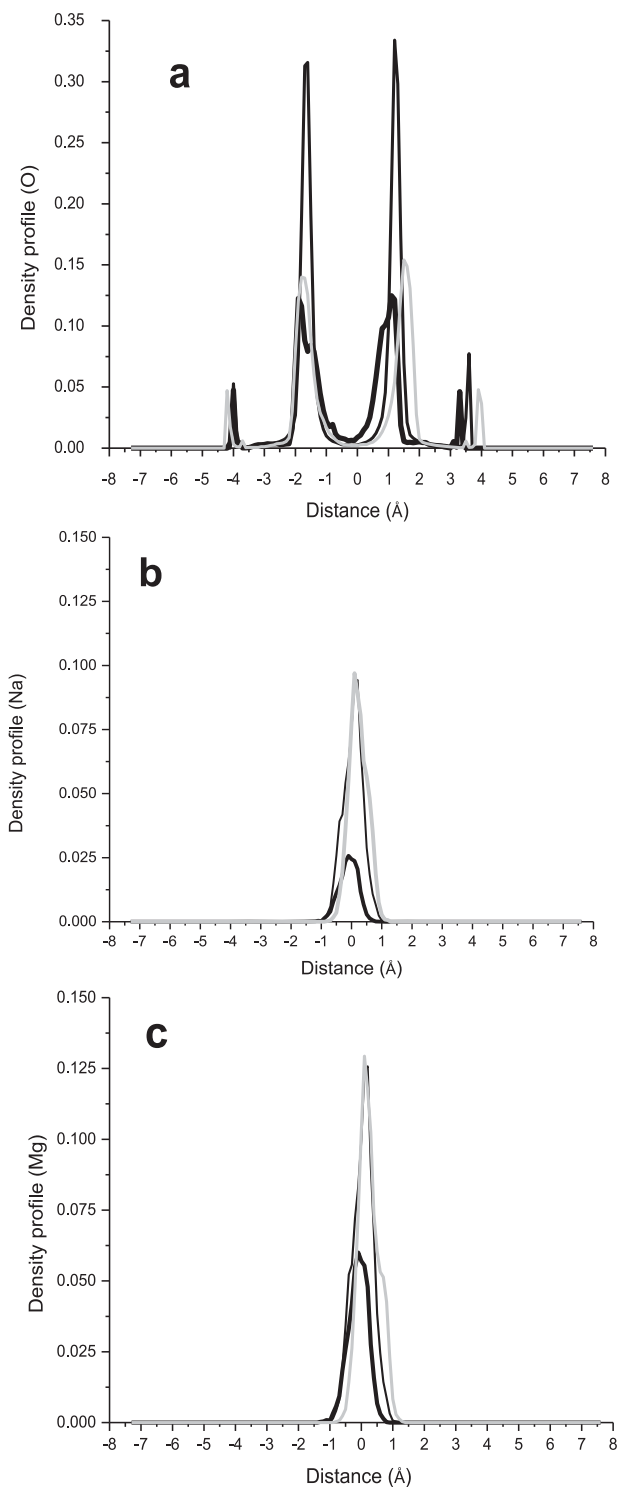 a
Density profile (O)
0.35
0.30
0.25
0.20
0.15
0.10
0.05
0.00
-8 -7 -6 -5 -4 -3 -2 -1 0 1 2 3 4 5 6 7 8
Distance (Å)
b
Density profile (Na)
0.150
0.125
0.100
0.075
0.050
0.025
0.000
-8 -7 -6 -5 -4 -3 -2 -1 0 1 2 3 4 5 6 7 8
Distance (Å)
c
Density profile (Mg)
0.150
0.125
0.100
0.075
0.050
0.025
0.000
-8 -7 -6 -5 -4 -3 -2 -1 0 1 2 3 4 5 6 7 8
Distance (Å)